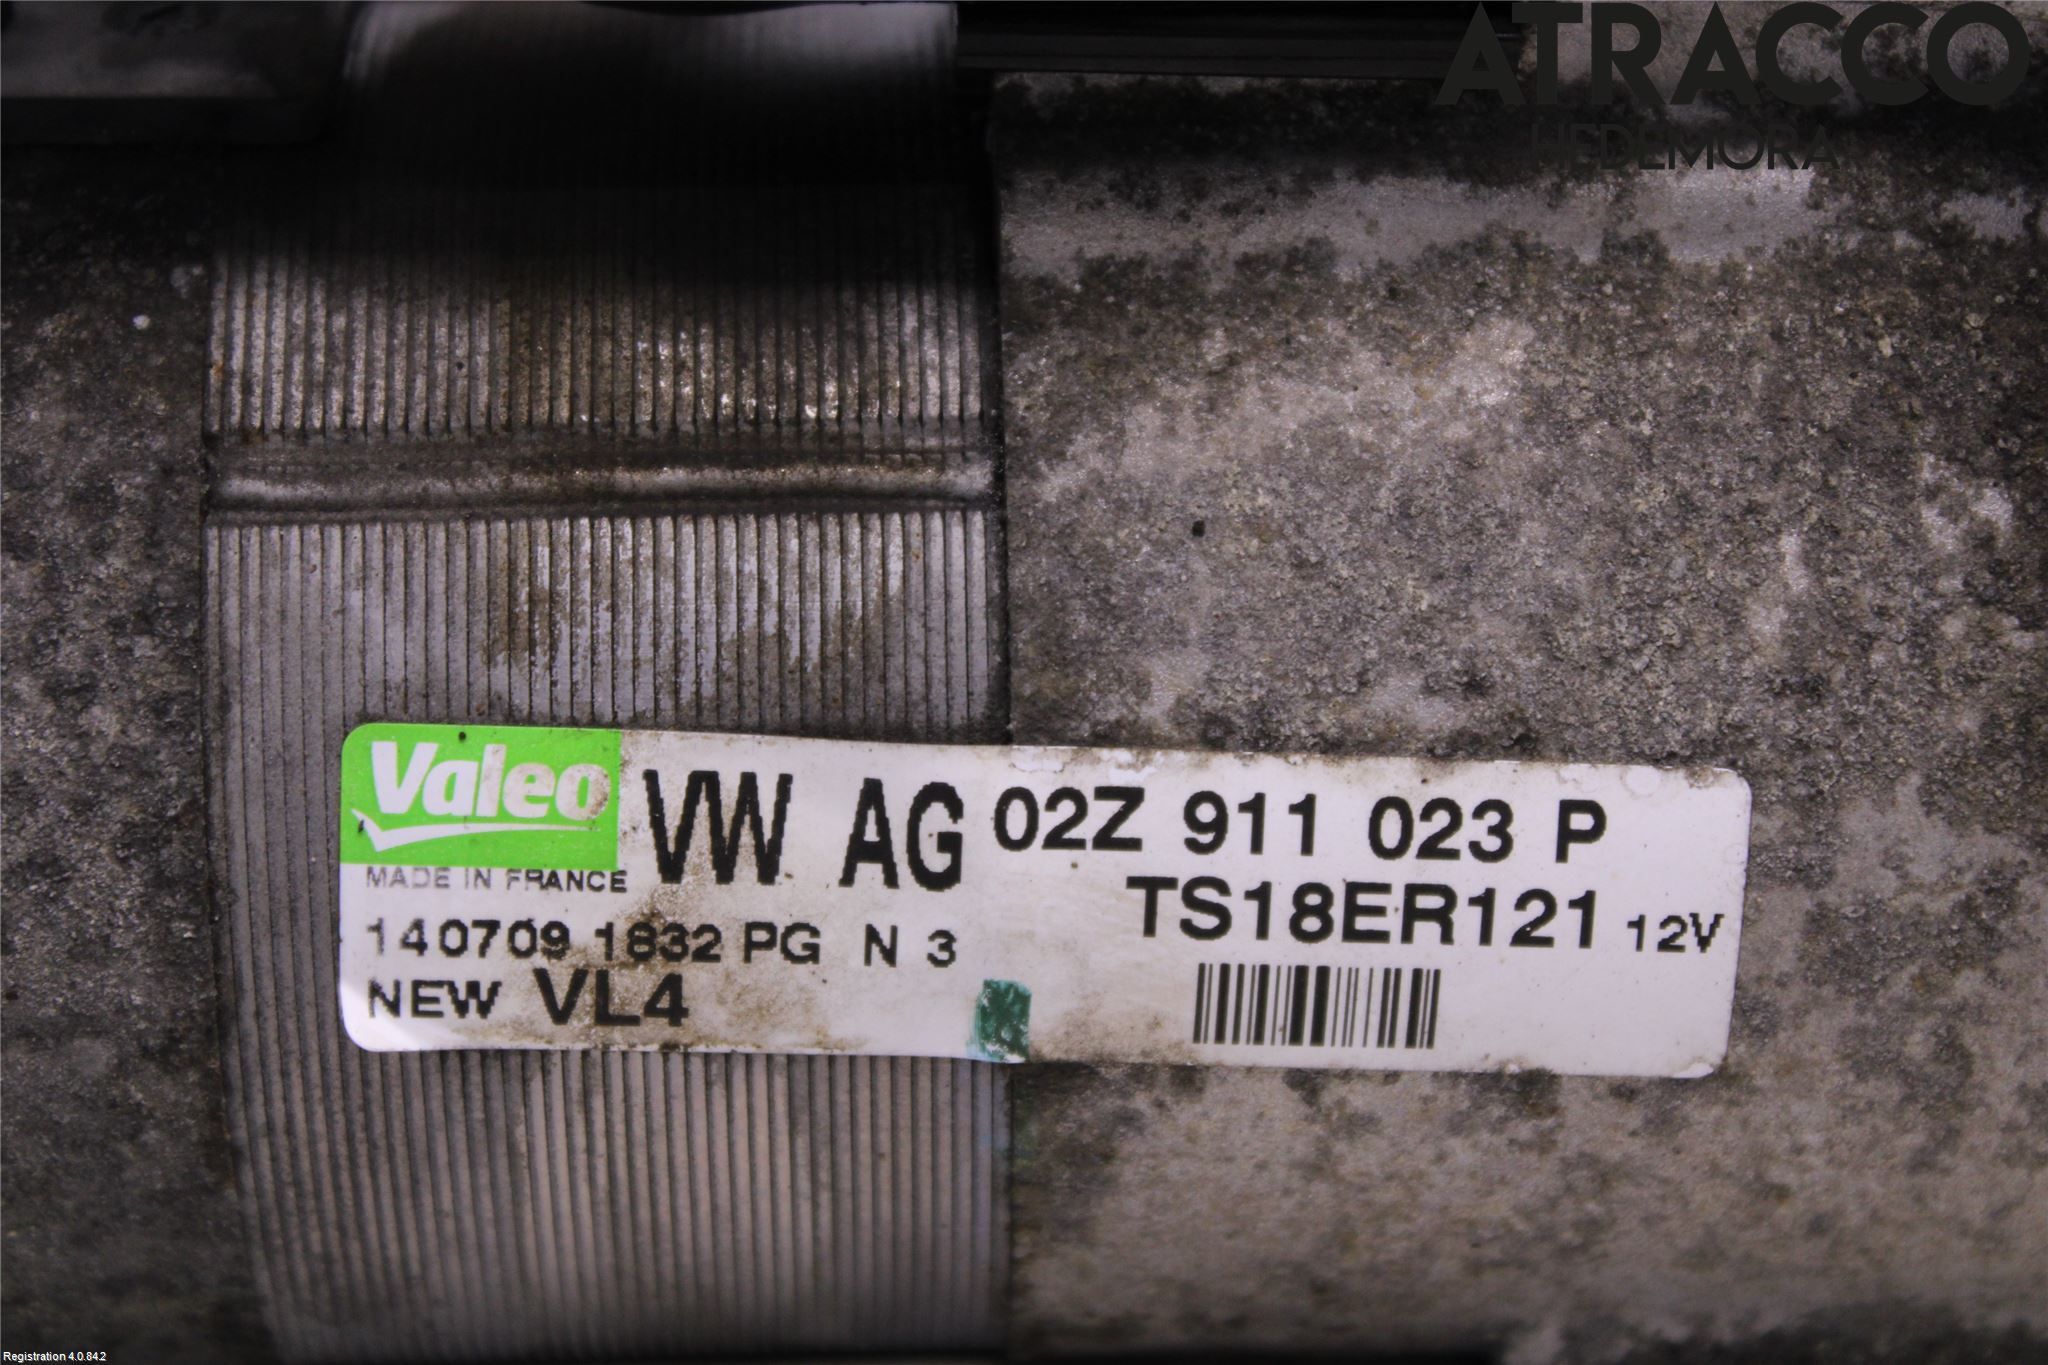 ATRACCO
HEDEMORA
Valeo VW AG 02Z 911 023 P
MADE IN FRANCE
TS18ER121 12V
140709 1832 PG N 3
NEW VL4
Registration 4.0.84.2